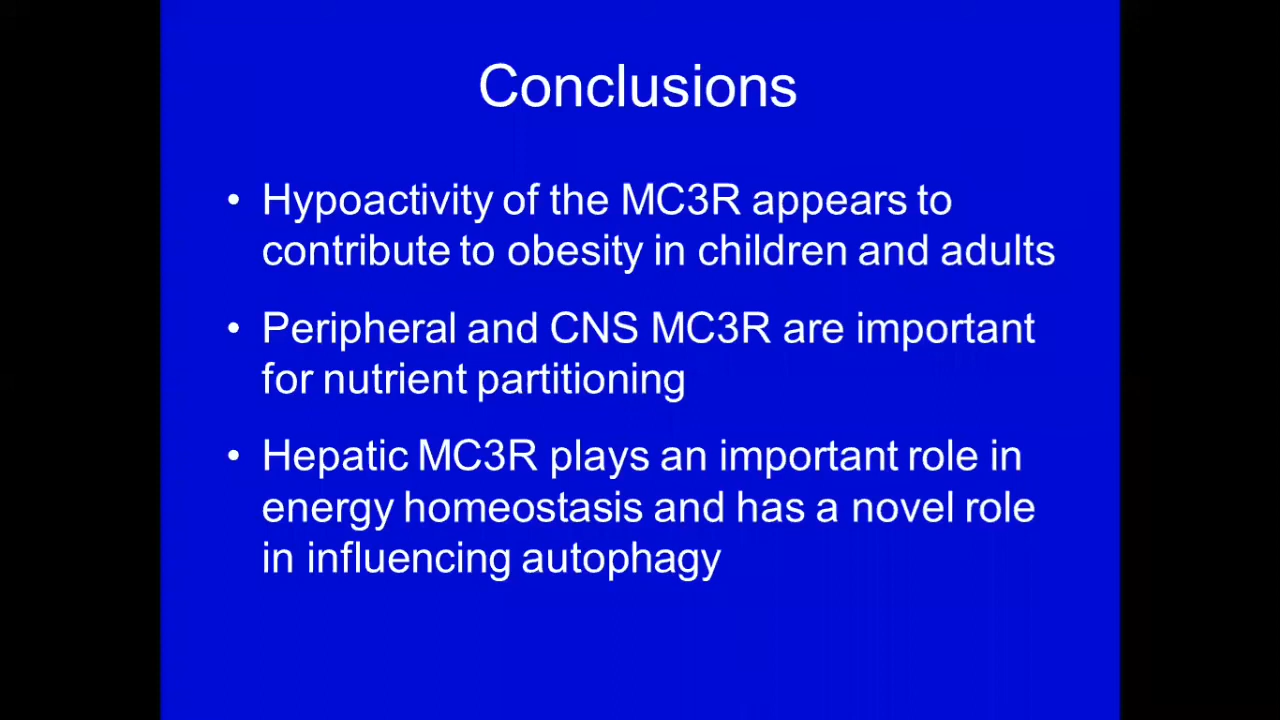 Conclusions
• Hypoactivity of the MC3R appears to
contribute to obesity in children and adults
• Peripheral and CNS MC3R are important
for nutrient partitioning
• Hepatic MC3R plays an important role in
energy homeostasis and has a novel role
in influencing autophagy